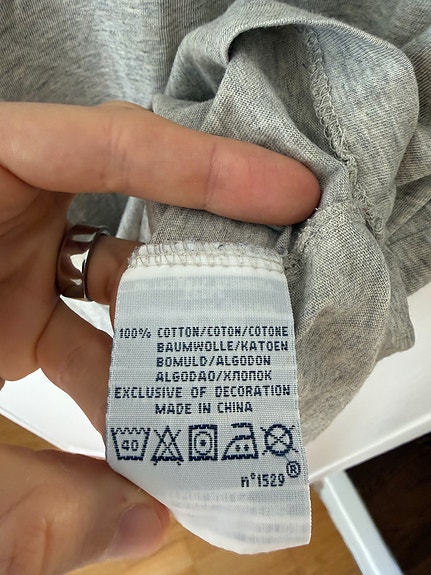 100% COTTON/COTON/COTONE
BAUMWOLLE/KATOEN
BOMULD/ALGODON
ALGODAO/ХЛОПОК
EXCLUSIVE OF DECORATION
MADE IN CHINA
40
n°1529®